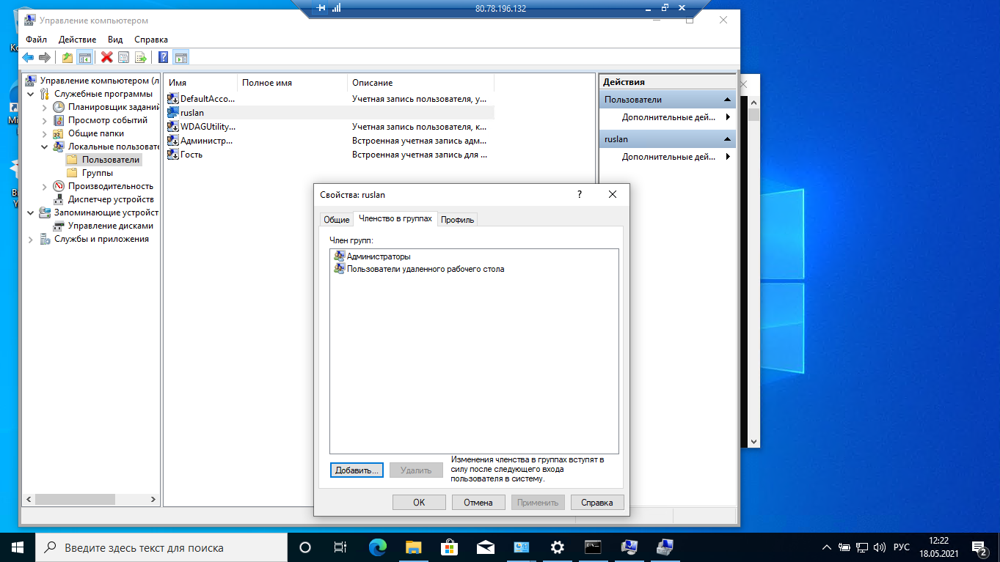 80.78.196.132
Управление компьютером
Файл Действие Вид Справка
Управление компьютером (л
Служебные программы
Планировщик заданий
Просмотр событий
Общие папки
Локальные пользовате
Пользователи
Группы
Производительность
Диспетчер устройств
Запоминающие устройст
Управление дисками
Службы и приложения
Имя Полное имя Описание
DefaultAcco... Учетная запись пользователя, у...
ruslan
WDAGUtility... Учетная запись пользователя, к...
Администр... Встроенная учетная запись адм...
Гость Встроенная учетная запись для ...
Действия
Пользователи
Дополнительные дей...
ruslan
Дополнительные дей...
Свойства: ruslan
Общие Членство в группах Профиль
Член групп:
Администраторы
Пользователи удаленного рабочего стола
Добавить... Удалить
Изменения членства в группах вступят в
силу после следующего входа
пользователя в систему.
OK Отмена Применить Справка
Введите здесь текст для поиска
РУС
12:22
18.05.2021
2